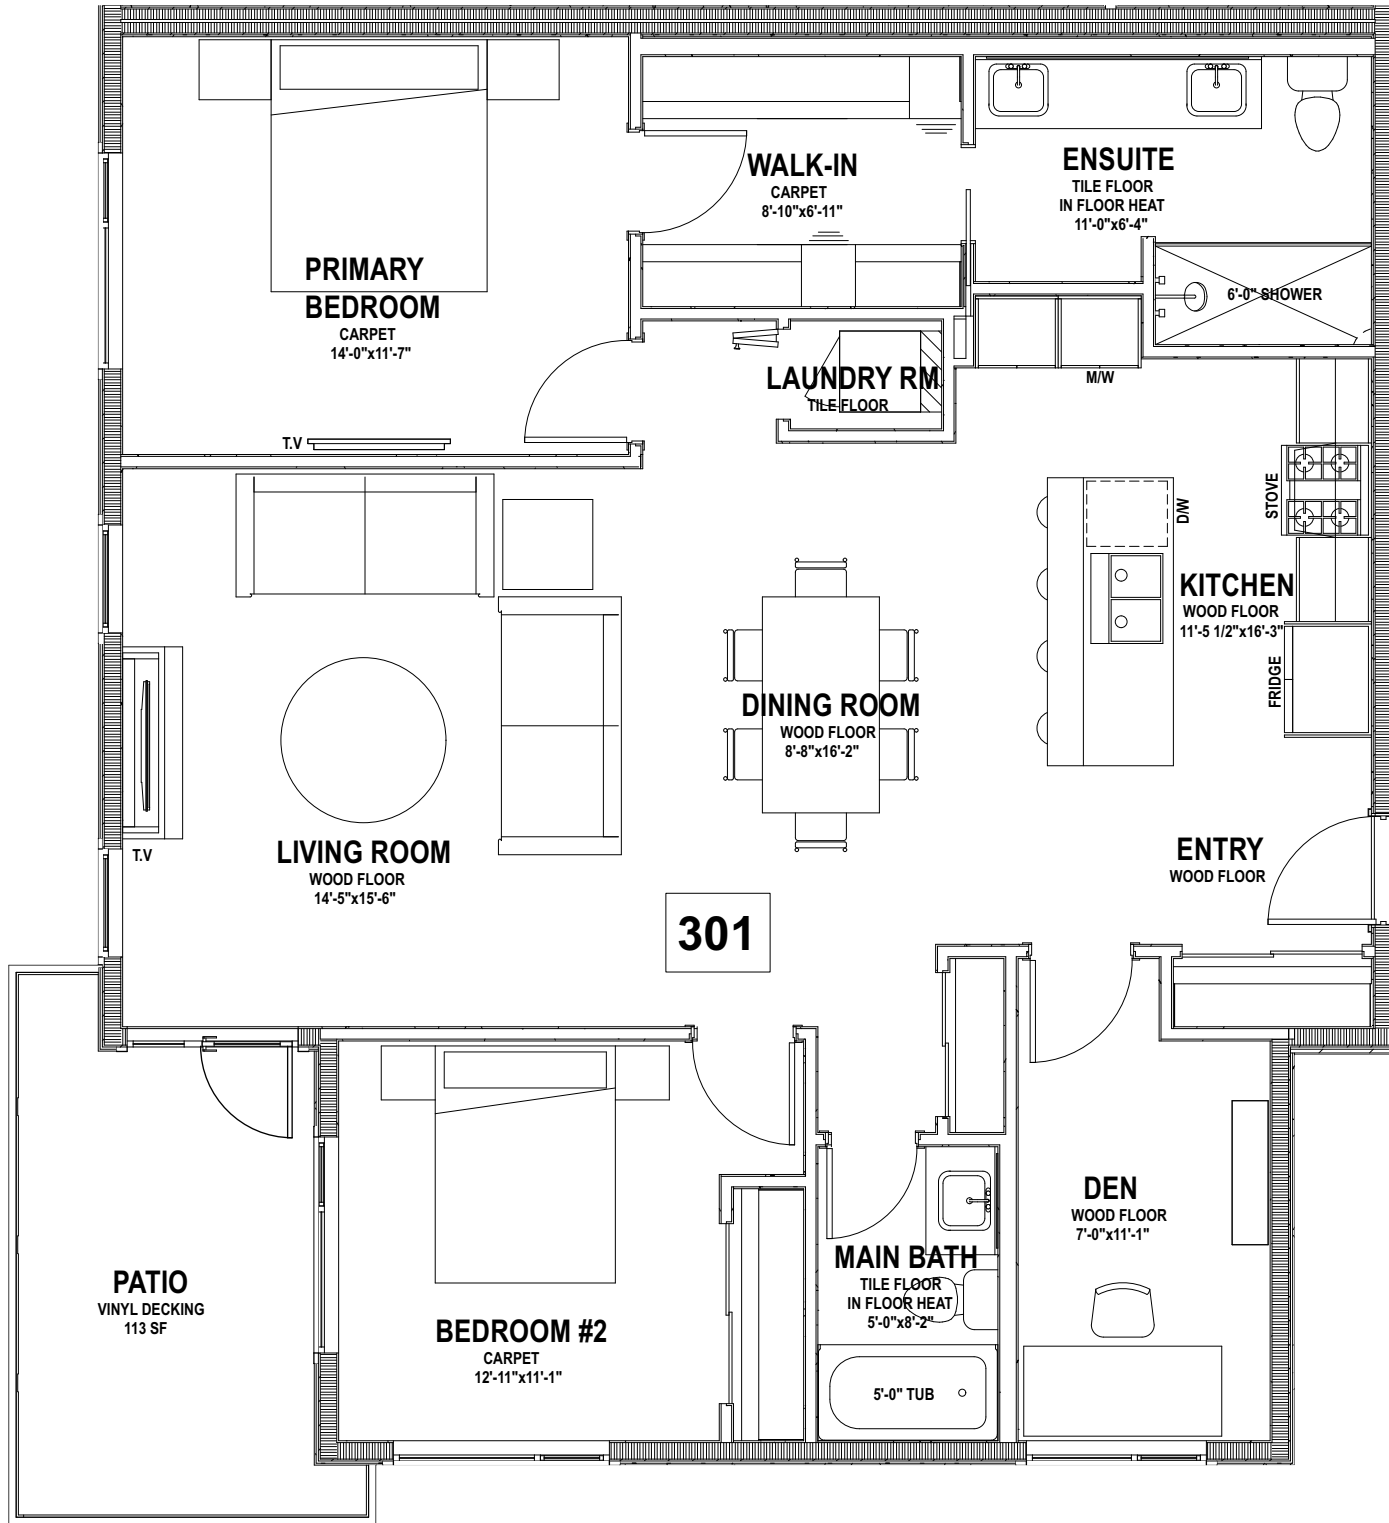 WALK-IN
CARPET
8'-10"x6'-11"
ENSUITE
TILE FLOOR
IN FLOOR HEAT
11'-0"x6'-4"
PRIMARY
BEDROOM
CARPET
14'-0"x11'-7"
6'-0" SHOWER
LAUNDRY RM
TILE FLOOR
M/W
T.V
STOVE
D/W
KITCHEN
WOOD FLOOR
11'-5 1/2"x16'-3"
FRIDGE
DINING ROOM
WOOD FLOOR
8'-8"x16'-2"
T.V
LIVING ROOM
WOOD FLOOR
14'-5"x15'-6"
ENTRY
WOOD FLOOR
301
DEN
WOOD FLOOR
7'-0"x11'-1"
MAIN BATH
TILE FLOOR
IN FLOOR HEAT
5'-0"x8'-2"
PATIO
VINYL DECKING
113 SF
BEDROOM #2
CARPET
12'-11"x11'-1"
5'-0" TUB